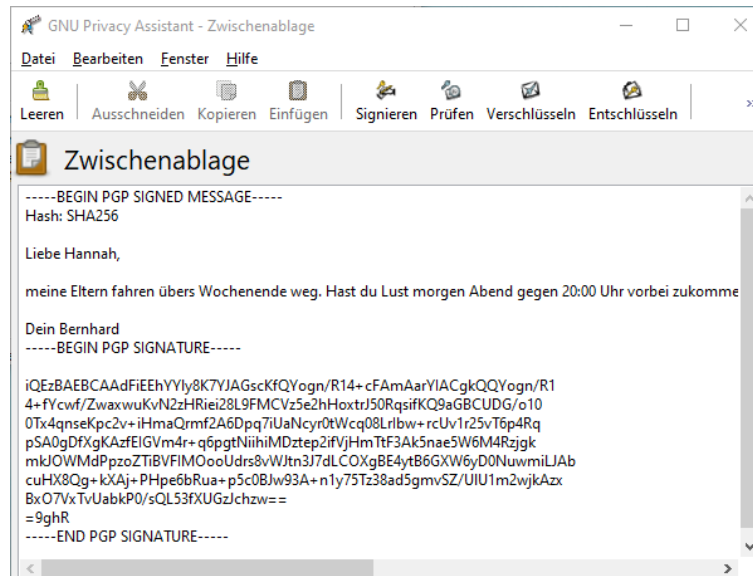 GNU Privacy Assistant - Zwischenablage
Datei Bearbeiten Fenster Hilfe
Leeren Ausschneiden Kopieren Einfügen Signieren Prüfen Verschlüsseln Entschlüsseln »
Zwischenablage
-----BEGIN PGP SIGNED MESSAGE-----
Hash: SHA256
Liebe Hannah,
meine Eltern fahren übers Wochenende weg. Hast du Lust morgen Abend gegen 20:00 Uhr vorbei zukomme
Dein Bernhard
-----BEGIN PGP SIGNATURE-----
iQEzBAEBCAAdFiEEhYYIy8K7YJAGscKfQYogn/R14+cFAmAarYIACgkQQYogn/R1
4+fYcwf/ZwaxwuKvN2zHRiei28L9FMCVz5e2hHoxtrJ50RqsifKQ9aGBCUDG/o10
0Tx4qnseKpc2v+iHmaQrmf2A6Dpq7iUaNcyr0tWcq08LrIbw+rcUv1r25vT6p4Rq
pSA0gDfXgKAzfEIGVm4r+q6pgtNiihiMDztep2ifVjHmTtF3Ak5nae5W6M4Rzjgk
mkJOWMdPpzoZTiBVFIMOooUdrs8vWJtn3J7dLCOXgBE4ytB6GXW6yD0NuwmiLJAb
cuHX8Qg+kXAj+PHpe6bRua+p5c0BJw93A+n1y75Tz38ad5gmvSZ/UIU1m2wjkAzx
BxO7VxTvUabkP0/sQL53fXUGzJchzw==
=9ghR
-----END PGP SIGNATURE-----